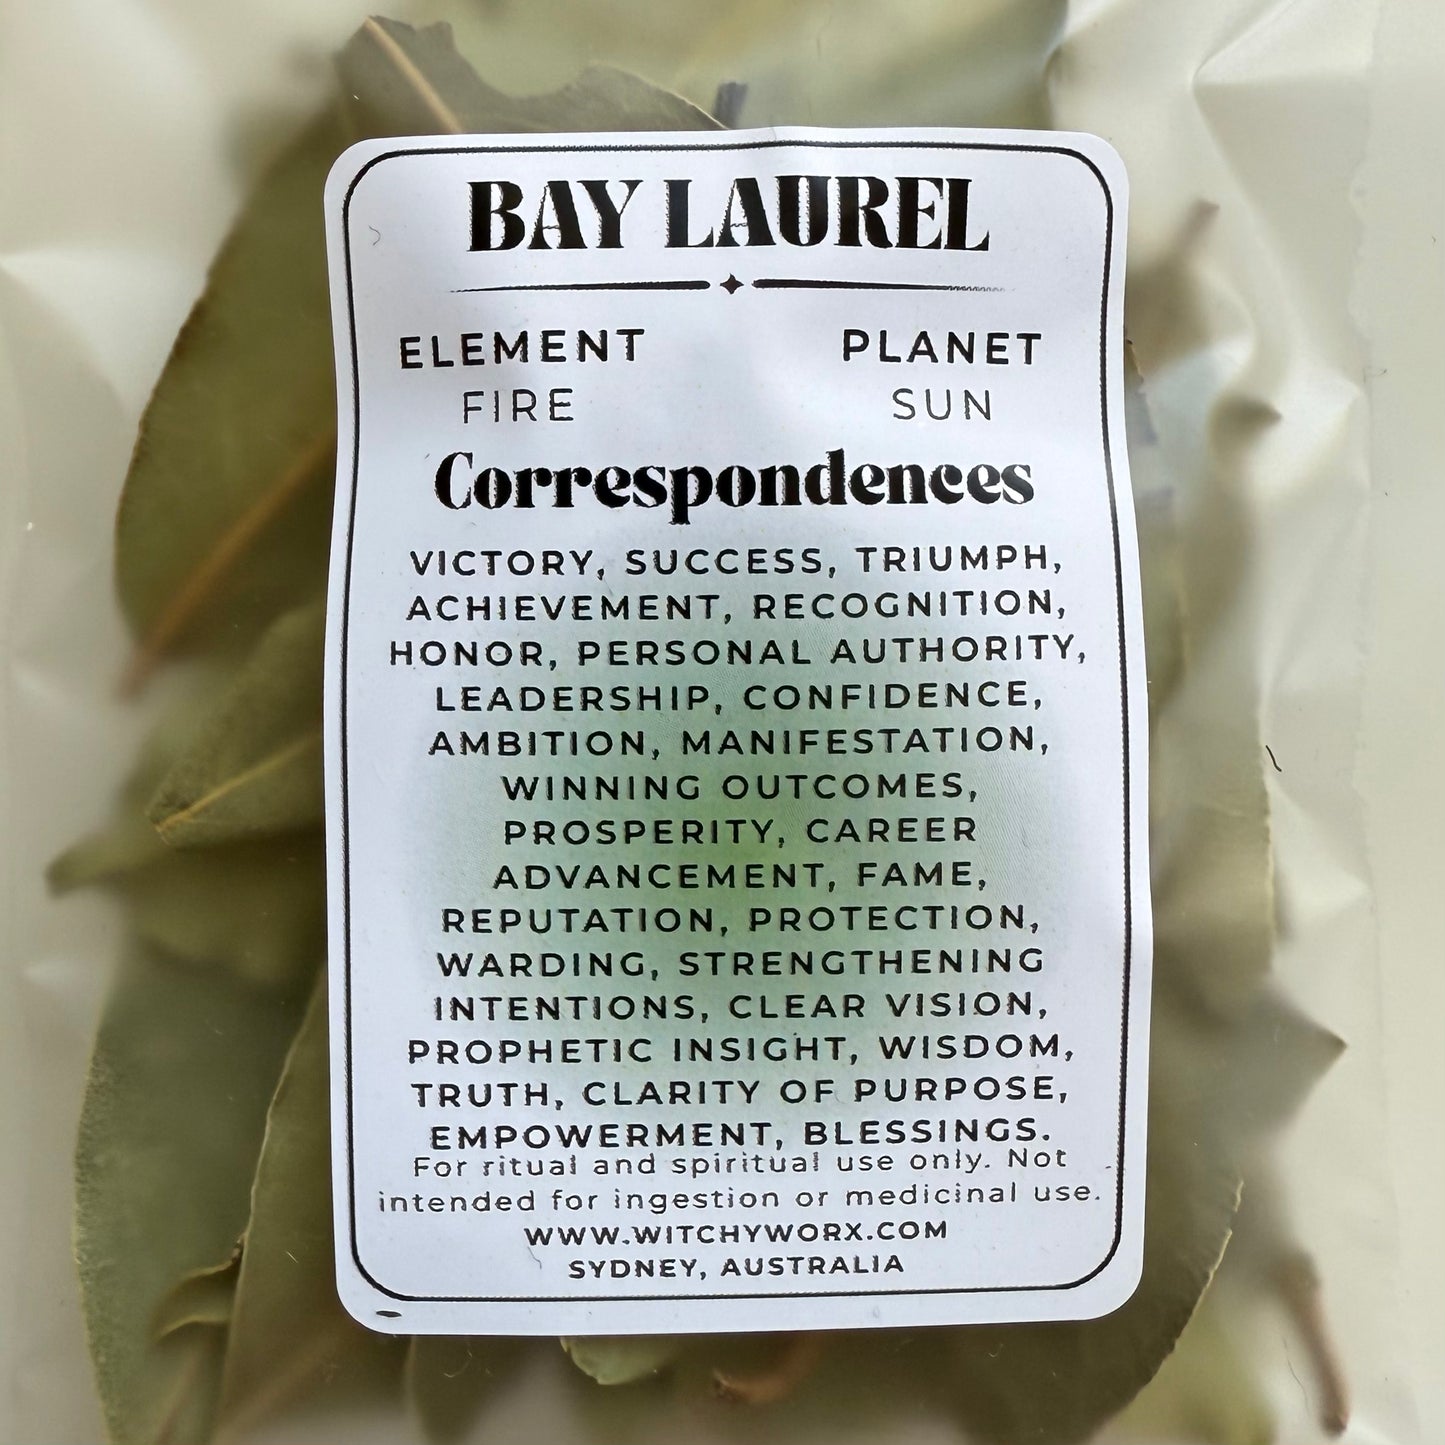 BAY LAUREL
ELEMENT PLANET
FIRE SUN
Correspondences
VICTORY, SUCCESS, TRIUMPH,
ACHIEVEMENT, RECOGNITION,
HONOR, PERSONAL AUTHORITY,
LEADERSHIP, CONFIDENCE,
AMBITION, MANIFESTATION,
WINNING OUTCOMES,
PROSPERITY, CAREER
ADVANCEMENT, FAME,
REPUTATION, PROTECTION,
WARDING, STRENGTHENING
INTENTIONS, CLEAR VISION,
PROPHETIC INSIGHT, WISDOM,
TRUTH, CLARITY OF PURPOSE,
EMPOWERMENT, BLESSINGS.
For ritual and spiritual use only. Not
intended for ingestion or medicinal use.
WWW.WITCHYWORX.COM
SYDNEY, AUSTRALIA